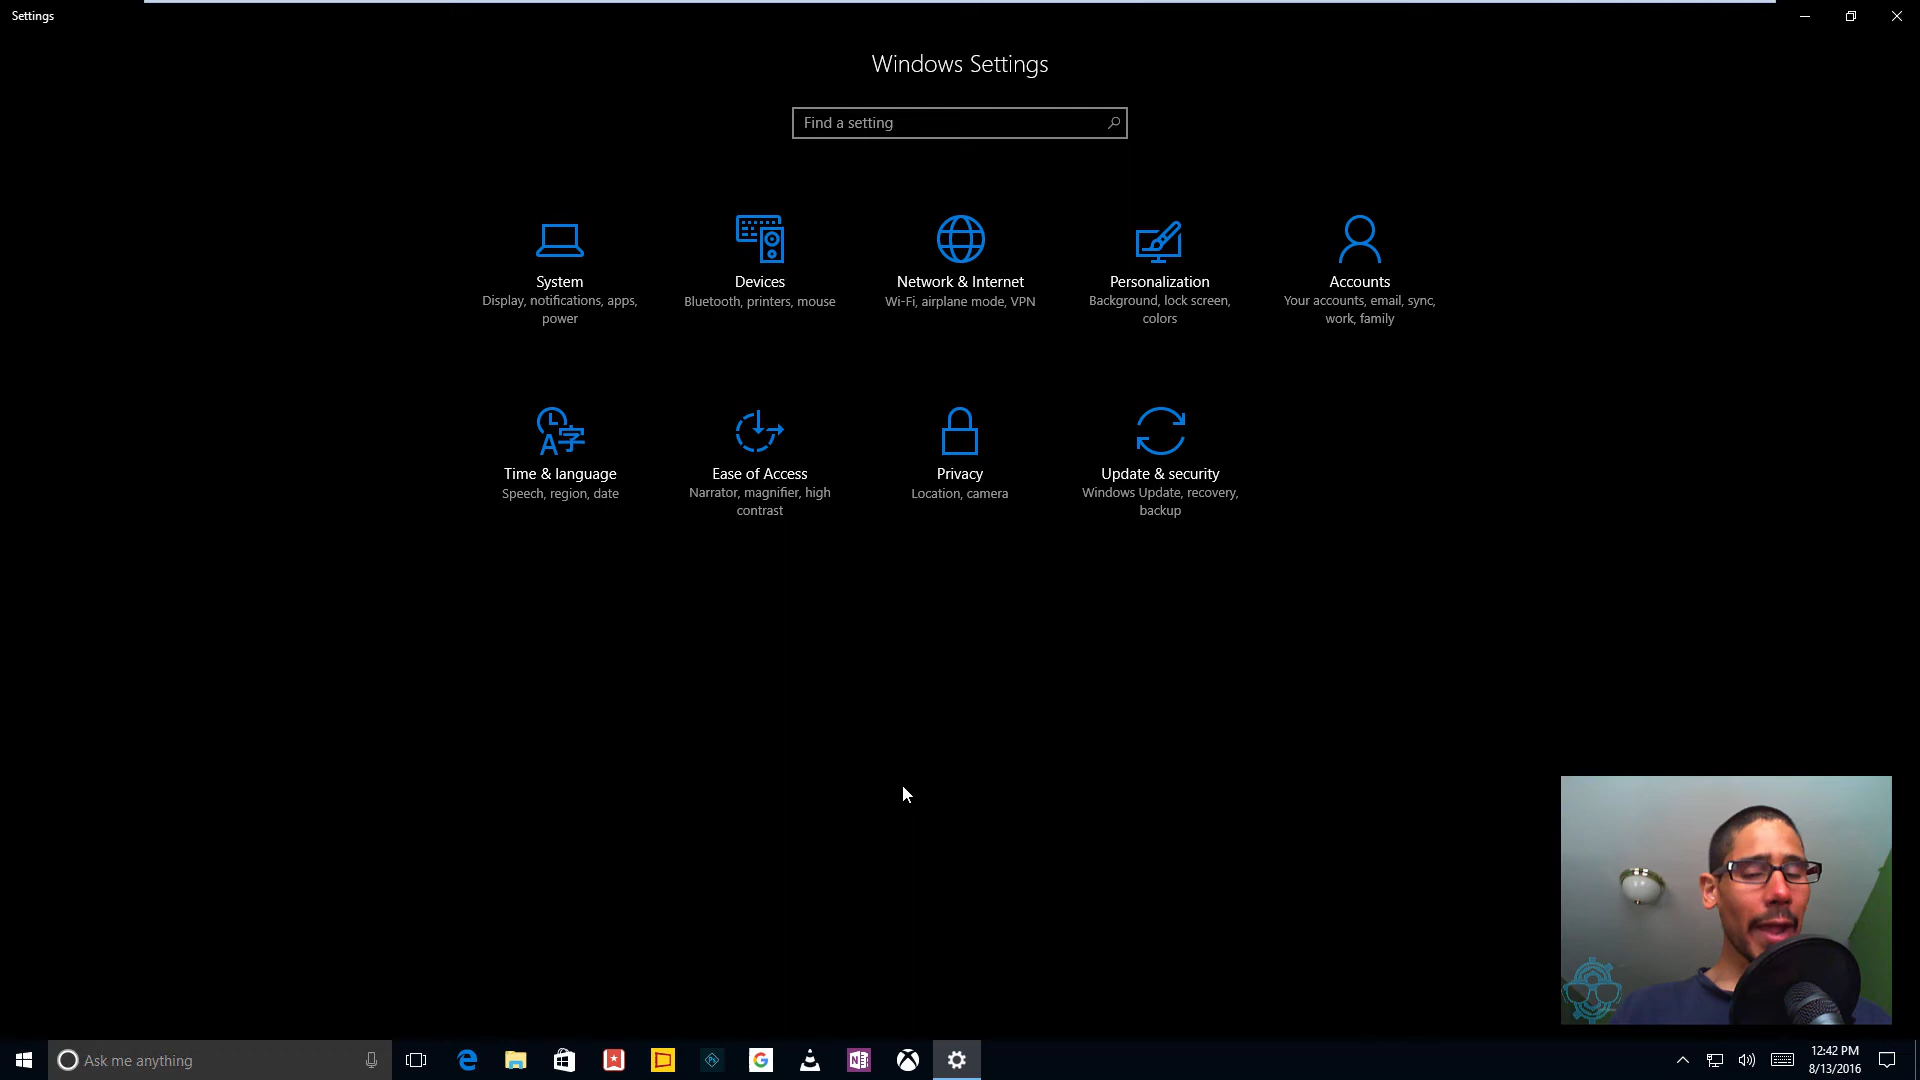 Settings
Windows Settings
Find a setting
System
Display, notifications, apps,
power
Devices
Bluetooth, printers, mouse
Network & Internet
Wi-Fi, airplane mode, VPN
Personalization
Background, lock screen,
colors
Accounts
Your accounts, email, sync,
work, family
A字
Time & language
Speech, region, date
Ease of Access
Narrator, magnifier, high
contrast
Privacy
Location, camera
Update & security
Windows Update, recovery,
backup
Ask me anything
Ps
G
N
12:42 PM
8/13/2016